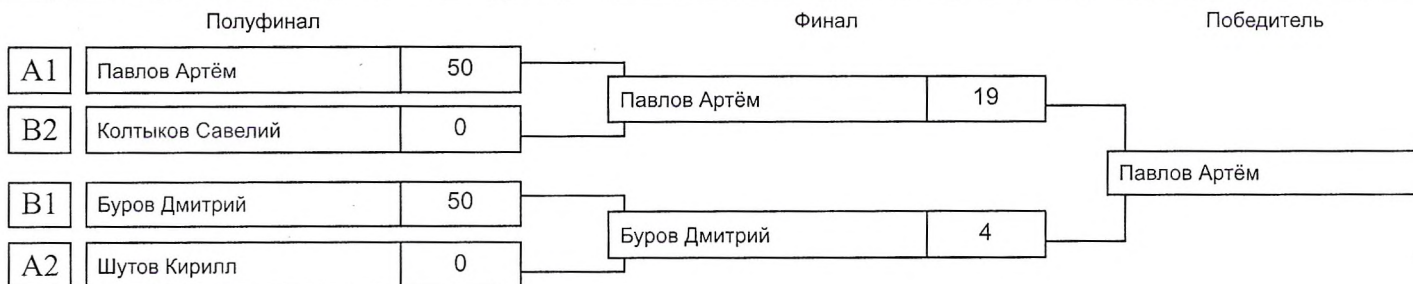 Полуфинал Финал Победитель
A1 Павлов Артём 50
Павлов Артём 19
B2 Колтыков Савелий 0
Павлов Артём
B1 Буров Дмитрий 50
Буров Дмитрий 4
A2 Шутов Кирилл 0